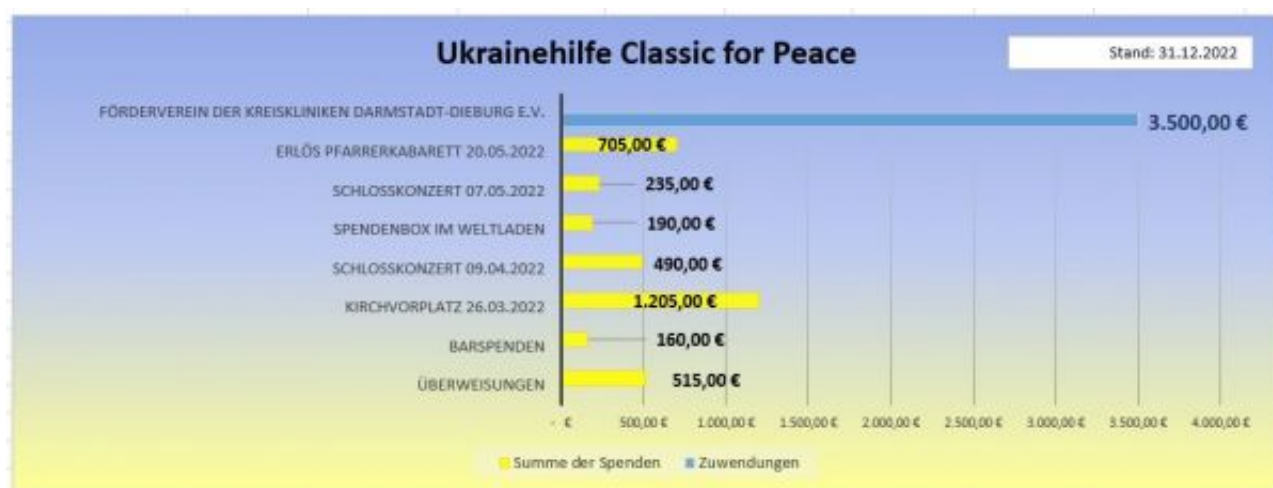 Ukrainehilfe Classic for Peace
Stand: 31.12.2022
FÖRDERVEREIN DER KREISKLINIKEN DARMSTADT-DIEBURG E.V.
3.500,00 €
ERLÖS PFARRERKABARETT 20.05.2022
705,00 €
SCHLOSSKONZERT 07.05.2022
235,00 €
SPENDENBOX IM WELTLADEN
190,00 €
SCHLOSSKONZERT 09.04.2022
490,00 €
KIRCHVORPLATZ 26.03.2022
1.205,00 €
BARSPENDEN
160,00 €
ÜBERWEISUNGEN
515,00 €
- € 500,00 € 1.000,00 € 1.500,00 € 2.000,00 € 2.500,00 € 3.000,00 € 3.500,00 € 4.000,00 €
Summe der Spenden Zuwendungen